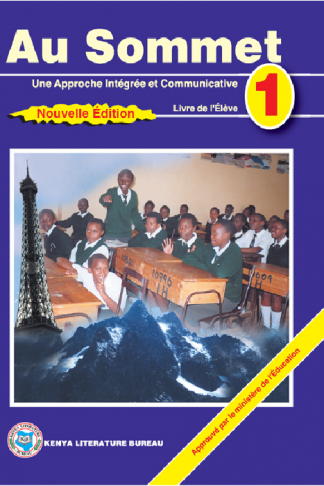 Au Sommet
Une Approche Intégrée et Communicative
1
Nouvelle Édition
Livre de l'Élève
Approuvé par le ministère de l'Éducation
KENYA LITERATURE BUREAU